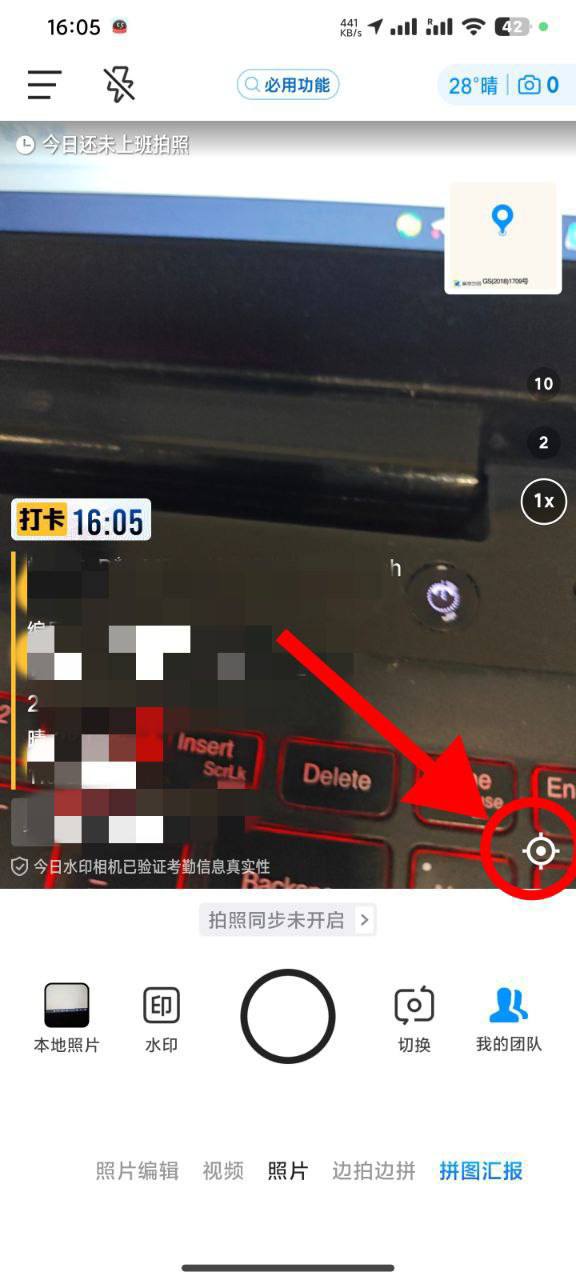 16:05
441
KB/s
R
42
必用功能
28°晴
0
今日还未上班拍照
GS(2018)1709号
10
2
1x
打卡 16:05
h
2
晴
Insert
ScrLk
Delete
En
今日水印相机已验证考勤信息真实性
拍照同步未开启
印
本地照片
水印
切换
我的团队
照片编辑
视频
照片
边拍边拼
拼图汇报